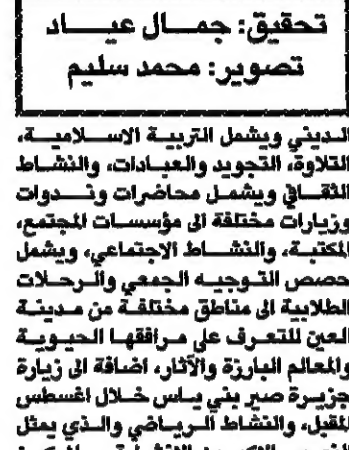 تحقيق: جمال عياد
تصوير: محمد سليم
الديني ويشمل التربية الاسلامية،
التلاوة، التجويد والعبادات، والنشاط
الثقافي ويشمل محاضرات وندوات
وزيارات مختلفة الى مؤسسات المجتمع،
المكتبة، والنشاط الاجتماعي، ويشمل
حصص التوجيه الجمعي والرحلات
الطلابية الى مناطق مختلفة من مدينة
العين للتعرف على مرافقها الحيوية
والمعالم البارزة والآثار، اضافة الى زيارة
جزيرة صير بني ياس خلال اغسطس
المقبل، والنشاط الرياضي والذي يمثل